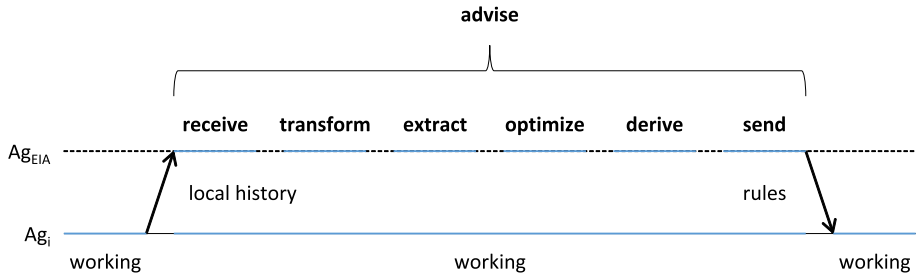 advise
receive transform extract optimize derive send
Ag_EIA
local history rules
Ag_i
working working working